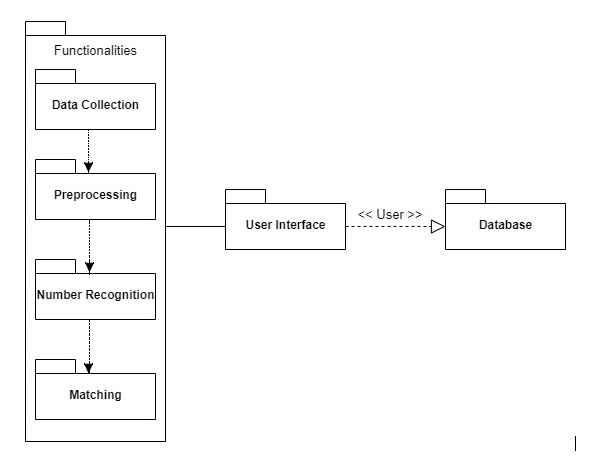 Functionalities
Data Collection
Preprocessing
Number Recognition
Matching
User Interface
<< User >>
Database